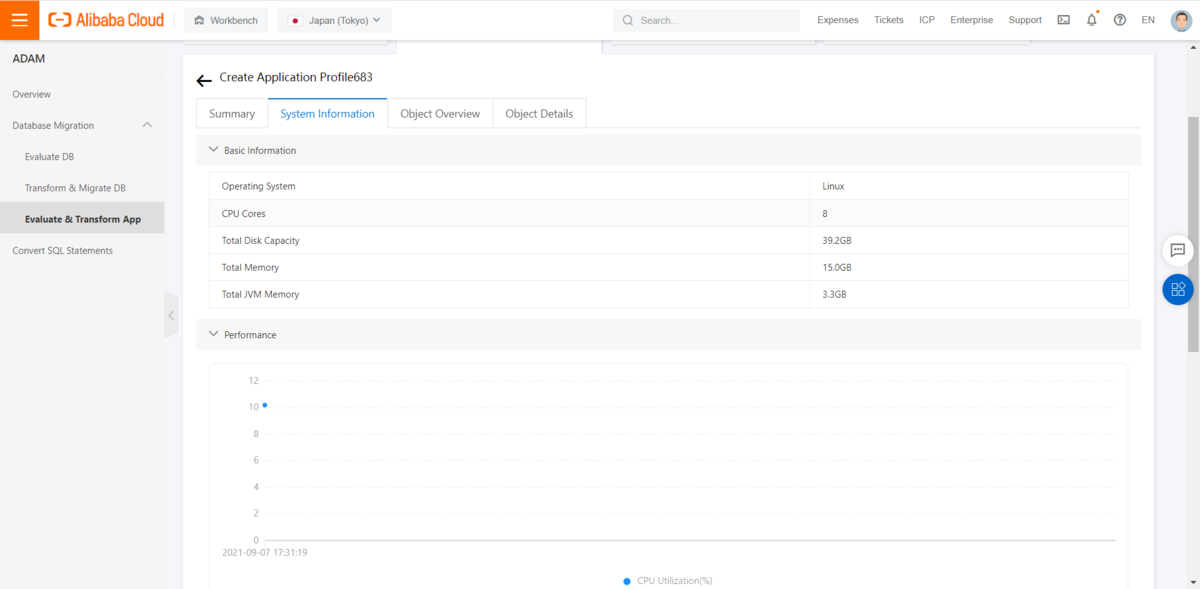 Alibaba Cloud Workbench Japan (Tokyo) Search... Expenses Tickets ICP Enterprise Support EN
ADAM
Overview
Database Migration
Evaluate DB
Transform & Migrate DB
Evaluate & Transform App
Convert SQL Statements
Create Application Profile683
Summary System Information Object Overview Object Details
Basic Information
Operating System Linux
CPU Cores 8
Total Disk Capacity 39.2GB
Total Memory 15.0GB
Total JVM Memory 3.3GB
Performance
12
10
8
6
4
2
0
2021-09-07 17:31:19
CPU Utilization(%)